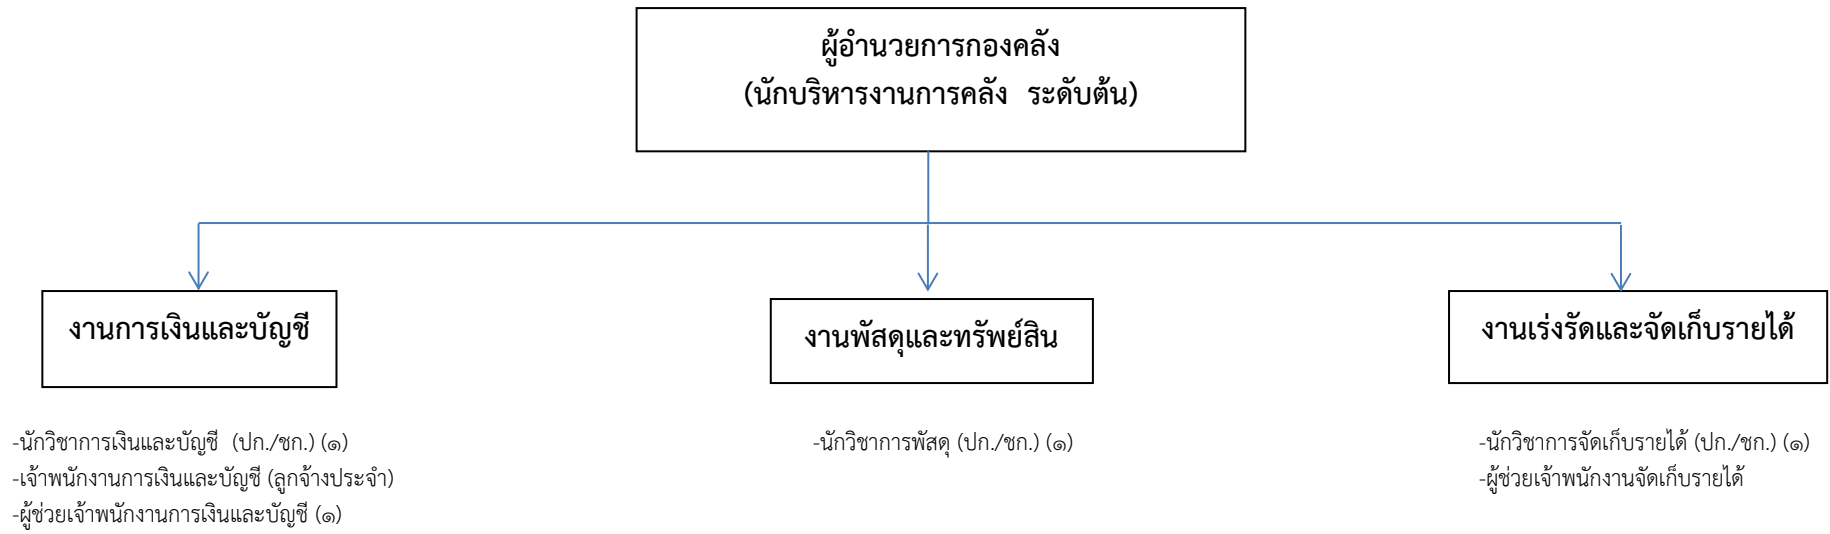 ผู้อำนวยการกองคลัง
(นักบริหารงานการคลัง ระดับต้น)
งานการเงินและบัญชี
งานพัสดุและทรัพย์สิน
งานเร่งรัดและจัดเก็บรายได้
-นักวิชาการเงินและบัญชี (ปก./ชก.) (๑)
-เจ้าพนักงานการเงินและบัญชี (ลูกจ้างประจำ)
-ผู้ช่วยเจ้าพนักงานการเงินและบัญชี (๑)
-นักวิชาการพัสดุ (ปก./ชก.) (๑)
-นักวิชาการจัดเก็บรายได้ (ปก./ชก.) (๑)
-ผู้ช่วยเจ้าพนักงานจัดเก็บรายได้